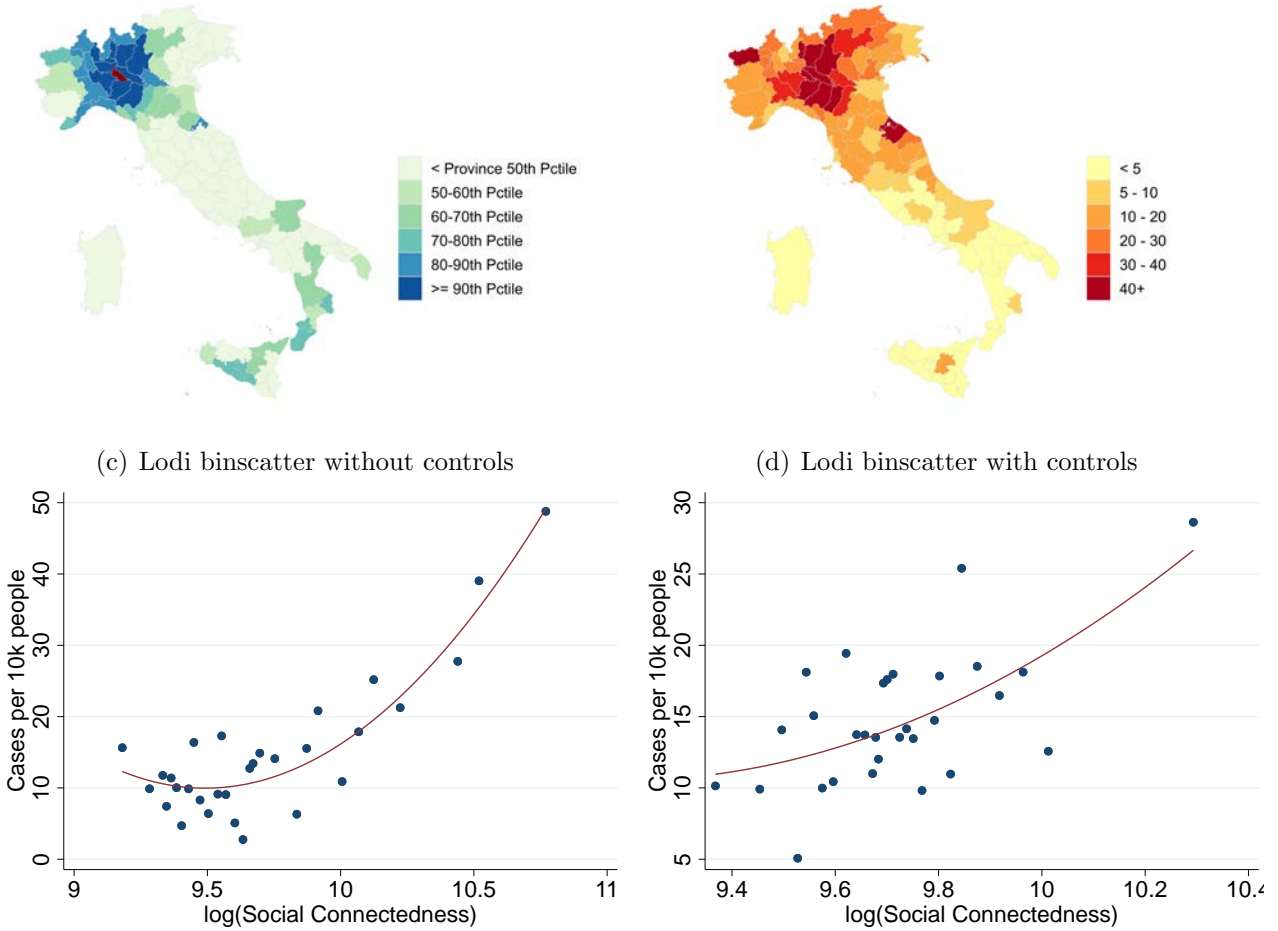 < Province 50th Pctile
50-60th Pctile
60-70th Pctile
70-80th Pctile
80-90th Pctile
>= 90th Pctile
< 5
5 - 10
10 - 20
20 - 30
30 - 40
40+
(c) Lodi binscatter without controls
(d) Lodi binscatter with controls
Cases per 10k people
50
40
30
20
10
0
9
9.5
10
10.5
11
log(Social Connectedness)
Cases per 10k people
30
25
20
15
10
5
9.4
9.6
9.8
10
10.2
10.4
log(Social Connectedness)